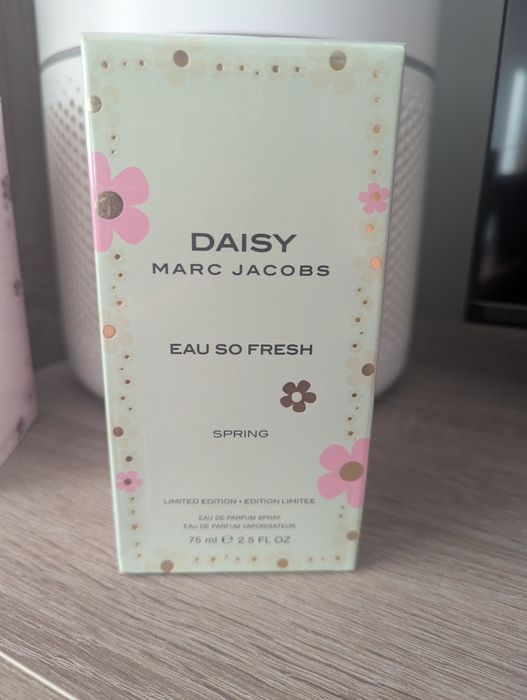 DAISY
MARC JACOBS
EAU SO FRESH
SPRING
LIMITED EDITION • EDITION LIMITEE
EAU DE PARFUM SPRAY
EAU DE PARFUM VAPORISATEUR
75 ml ℮ 2.5 FL OZ